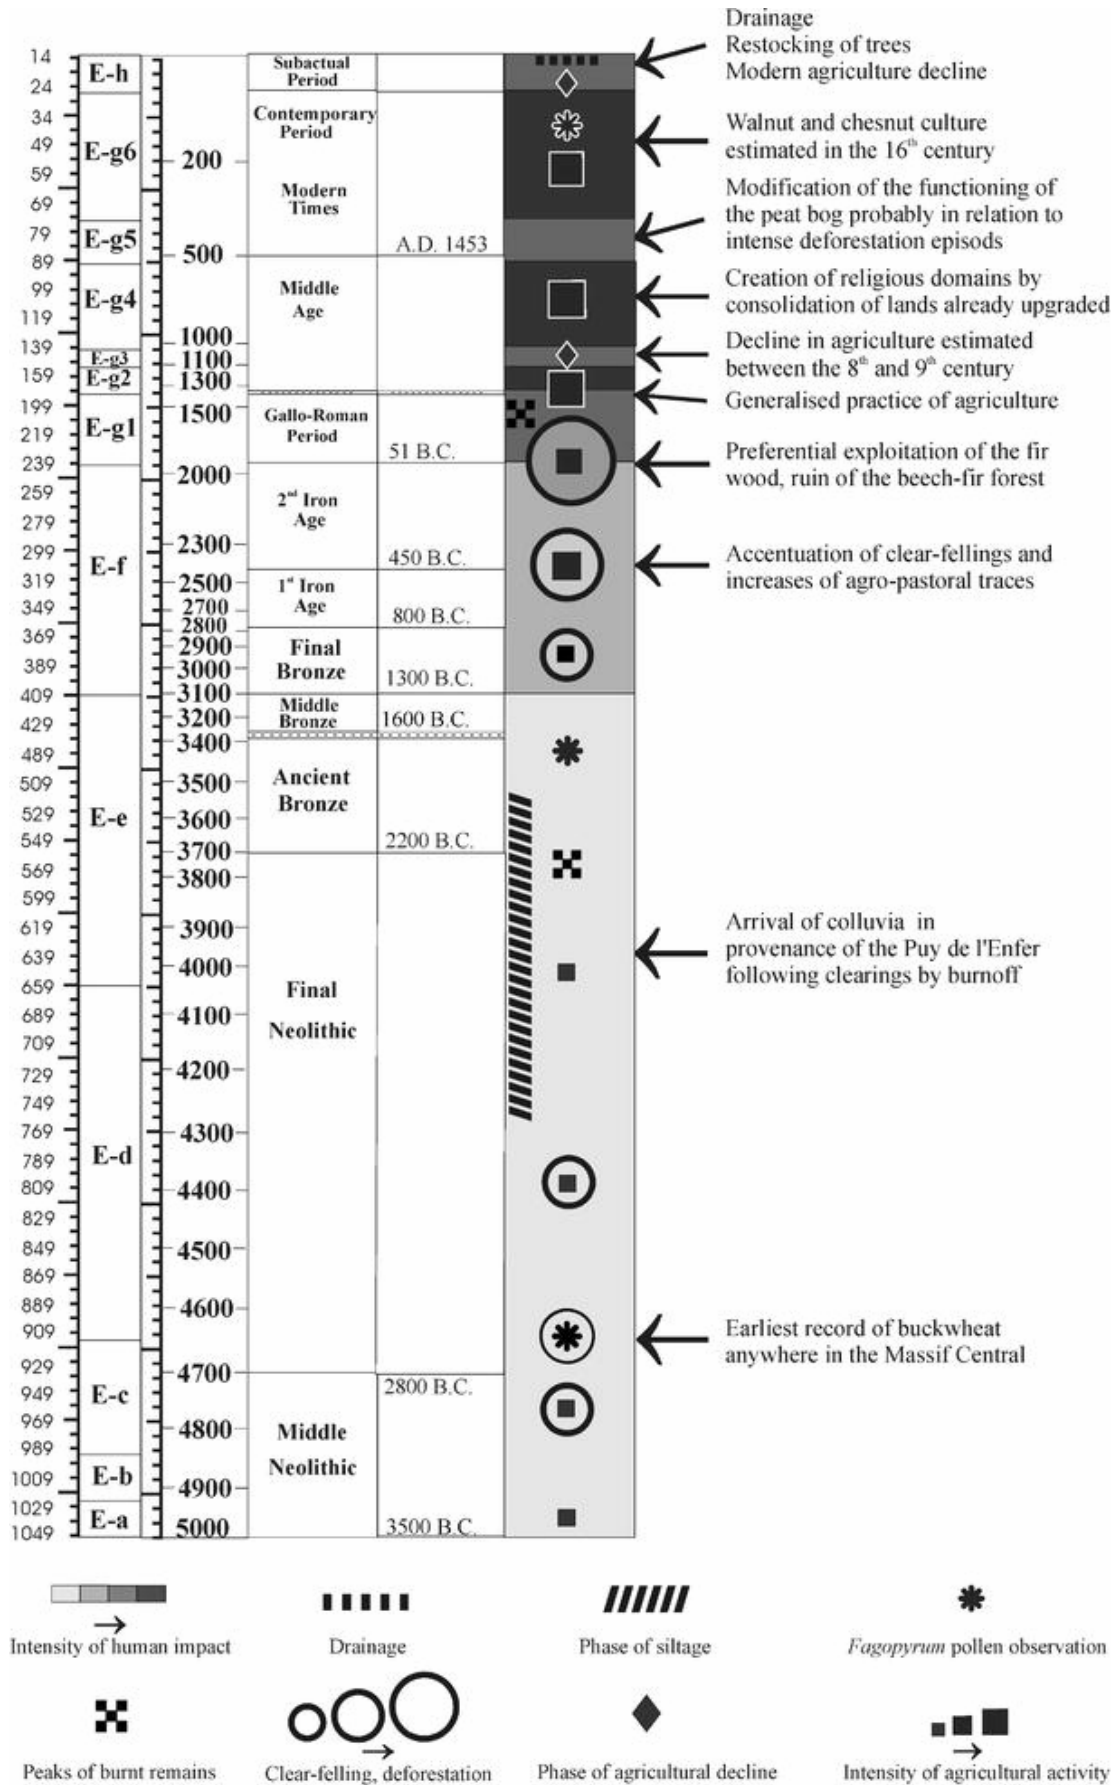 14
24
34
49
59
69
79
89
99
119
139
159
199
219
239
259
279
299
319
349
369
389
409
429
489
509
529
549
569
599
619
639
659
689
709
729
749
769
789
809
829
849
869
889
909
929
949
969
989
1009
1029
1049
E-h
E-g6
E-g5
E-g4
E-g3
E-g2
E-g1
E-f
E-e
E-d
E-c
E-b
E-a
200
500
1000
1100
1300
1500
2000
2300
2500
2700
2800
2900
3000
3100
3200
3400
3500
3600
3700
3800
3900
4000
4100
4200
4300
4400
4500
4600
4700
4800
4900
5000
Subactual
Period
Contemporary
Period
Modern
Times
Middle
Age
Gallo-Roman
Period
2nd Iron
Age
1st Iron
Age
Final
Bronze
Middle
Bronze
Ancient
Bronze
Final
Neolithic
Middle
Neolithic
A.D. 1453
51 B.C.
450 B.C.
800 B.C.
1300 B.C.
1600 B.C.
2200 B.C.
2800 B.C.
3500 B.C.
Drainage
Restocking of trees
Modern agriculture decline
Walnut and chesnut culture
estimated in the 16th century
Modification of the functioning of
the peat bog probably in relation to
intense deforestation episods
Creation of religious domains by
consolidation of lands already upgraded
Decline in agriculture estimated
between the 8th and 9th century
Generalised practice of agriculture
Preferential exploitation of the fir
wood, ruin of the beech-fir forest
Accentuation of clear-fellings and
increases of agro-pastoral traces
Arrival of colluvia in
provenance of the Puy de l'Enfer
following clearings by burnoff
Earliest record of buckwheat
anywhere in the Massif Central
Intensity of human impact
Drainage
Phase of siltage
Fagopyrum pollen observation
Peaks of burnt remains
Clear-felling, deforestation
Phase of agricultural decline
Intensity of agricultural activity